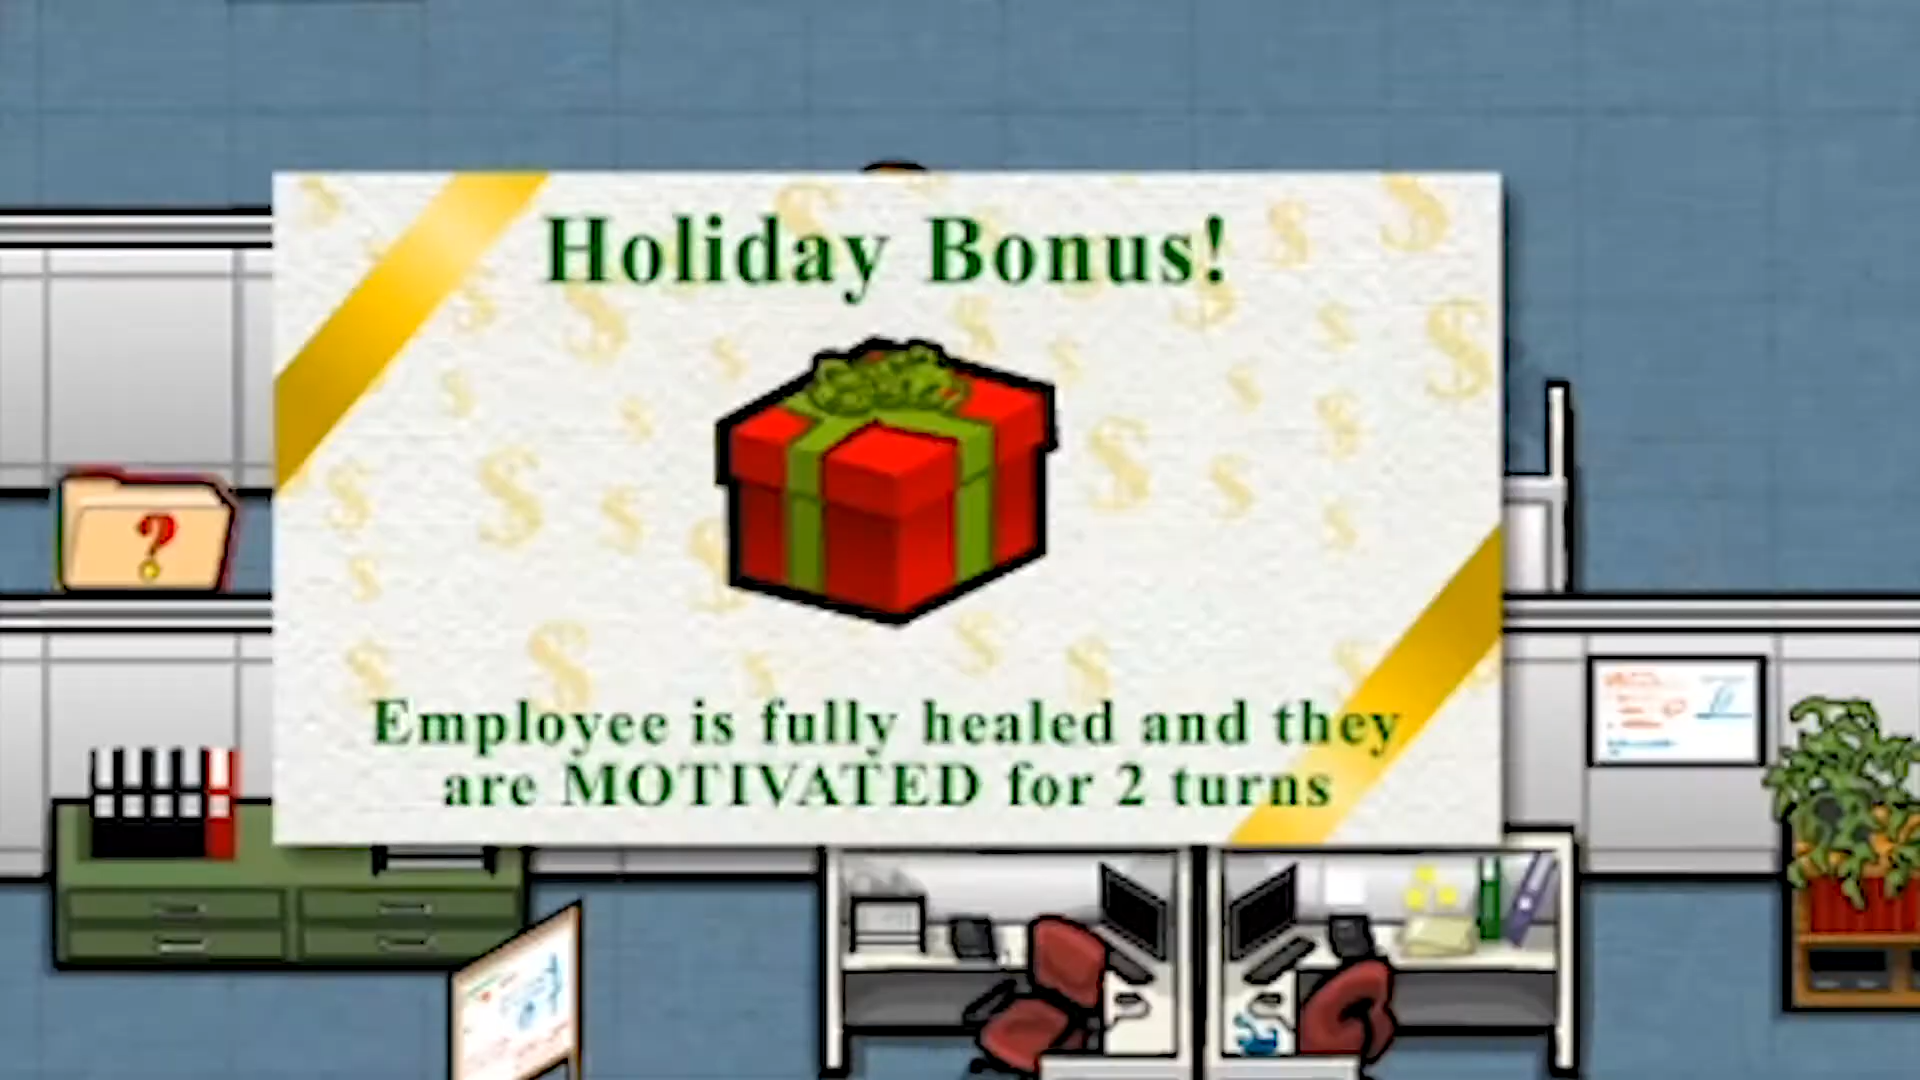 Holiday Bonus!
?
Employee is fully healed and they
are MOTIVATED for 2 turns